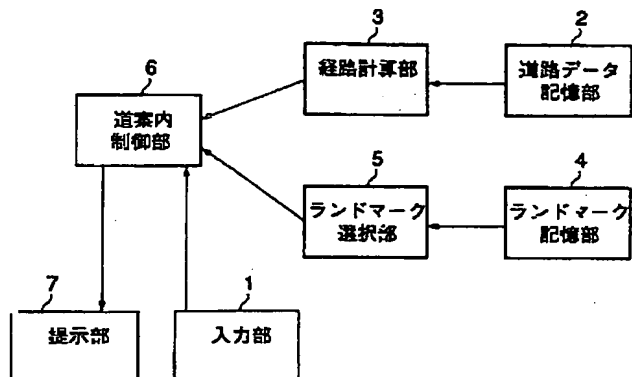 3
経路計算部
2
道路データ
記憶部
6
道案内
制御部
5
ランドマーク
選択部
4
ランドマーク
記憶部
7
提示部
1
入力部